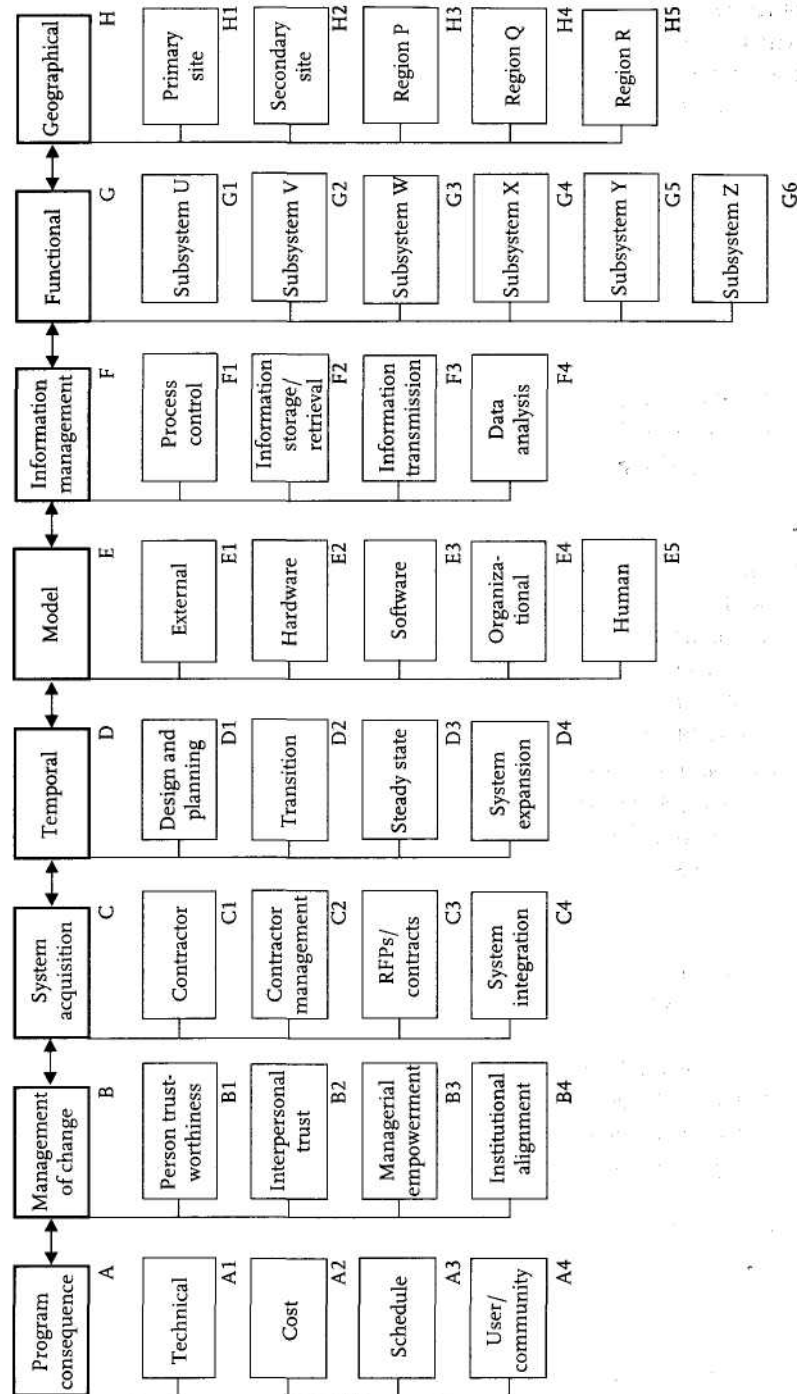 Program
consequence
A
Technical
A1
Cost
A2
Schedule
A3
User/
community
A4
Management
of change
B
Person trust-
worthiness
B1
Interpersonal
trust
B2
Managerial
empowerment
B3
Institutional
alignment
B4
System
acquisition
C
Contractor
C1
Contractor
management
C2
RFPs/
contracts
C3
System
integration
C4
Temporal
D
Design and
planning
D1
Transition
D2
Steady state
D3
System
expansion
D4
Model
E
External
E1
Hardware
E2
Software
E3
Organiza-
tional
E4
Human
E5
Information
management
F
Process
control
F1
Information
storage/
retrieval
F2
Information
transmission
F3
Data
analysis
F4
Functional
G
Subsystem U
G1
Subsystem V
G2
Subsystem W
G3
Subsystem X
G4
Subsystem Y
G5
Subsystem Z
G6
Geographical
H
Primary
site
H1
Secondary
site
H2
Region P
H3
Region Q
H4
Region R
H5